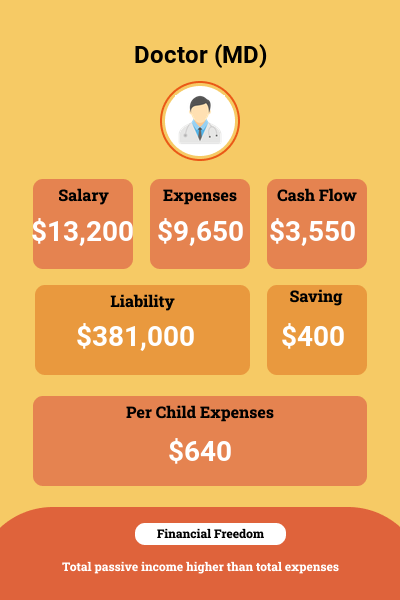 Doctor (MD)
Salary
Expenses
Cash Flow
$13,200
$9,650
$3,550
Liability
Saving
$381,000
$400
Per Child Expenses
$640
Financial Freedom
Total passive income higher than total expenses